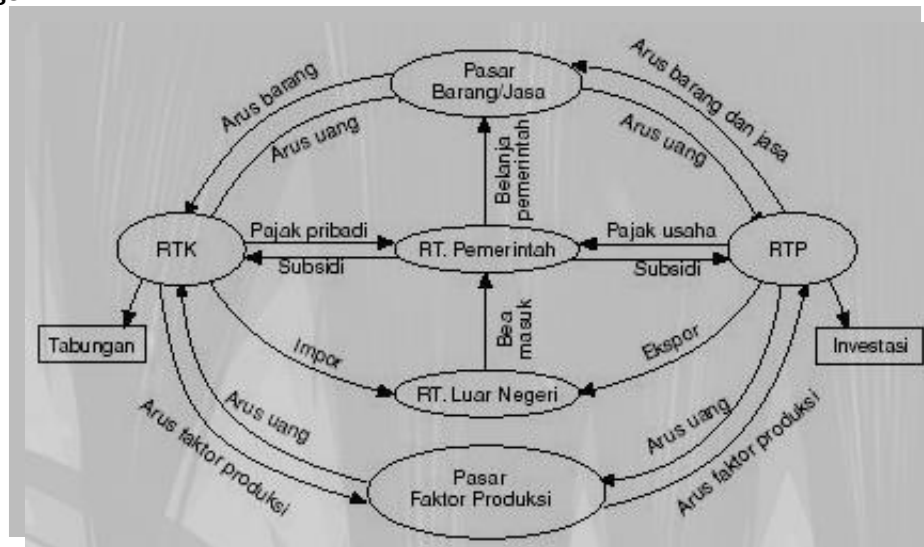 Pasar
Barang/Jasa
Arus barang
Arus uang
Arus barang dan jasa
Arus uang
Belanja
pemerintah
RTK
Pajak pribadi
Subsidi
RT. Pemerintah
Pajak usaha
Subsidi
RTP
Tabungan
Impor
Bea
masuk
Ekspor
Investasi
RT. Luar Negeri
Arus uang
Arus faktor produksi
Arus uang
Arus faktor produksi
Pasar
Faktor Produksi